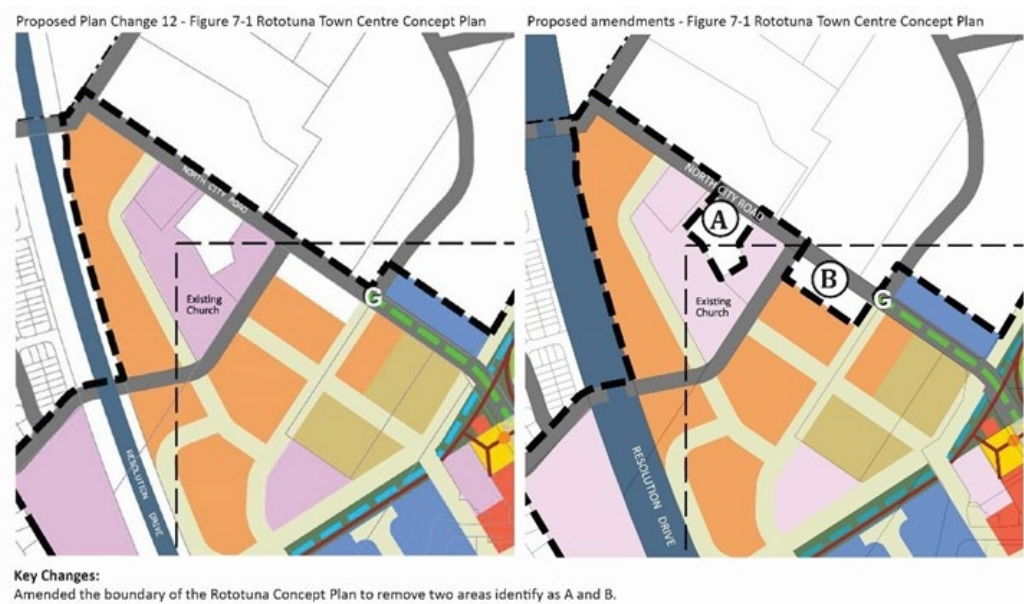 Proposed Plan Change 12 - Figure 7-1 Rototuna Town Centre Concept Plan
NORTH CITY ROAD
Existing
Church
G
RESOLUTION DRIVE
Proposed amendments - Figure 7-1 Rototuna Town Centre Concept Plan
NORTH CITY ROAD
A
B
Existing
Church
G
RESOLUTION DRIVE
Key Changes:
Amended the boundary of the Rototuna Concept Plan to remove two areas identify as A and B.